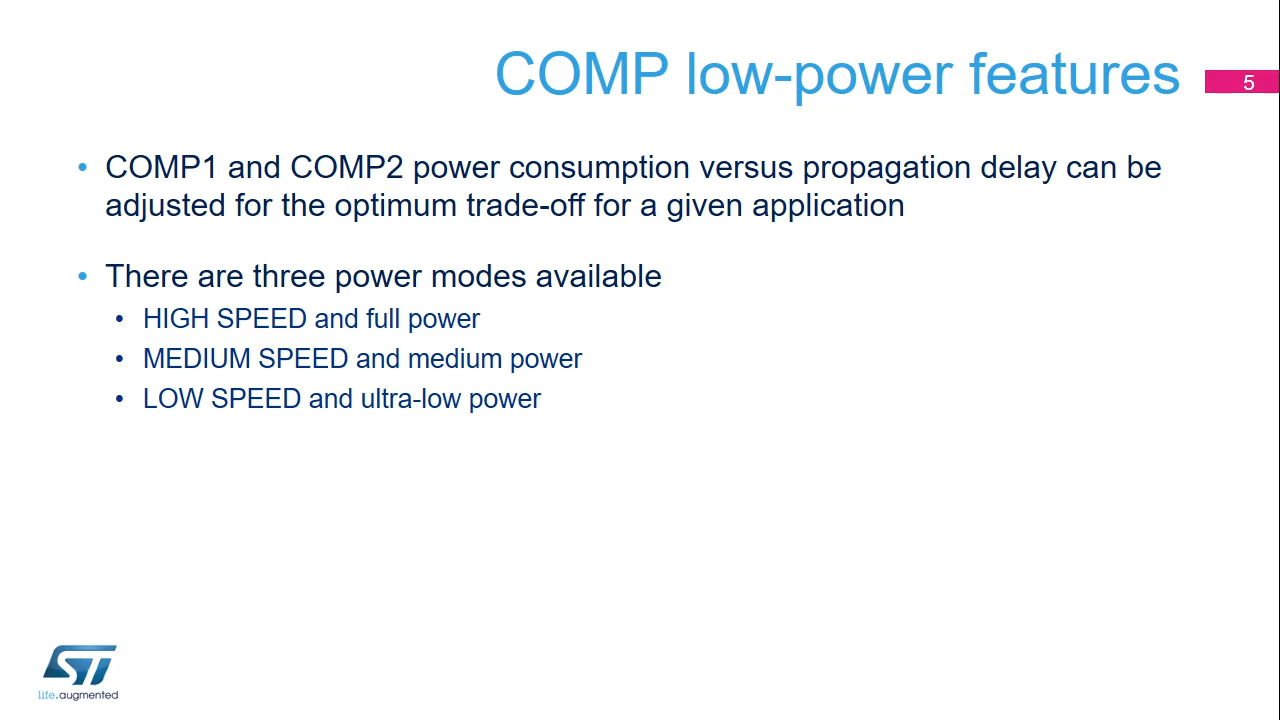 COMP low-power features
5
• COMP1 and COMP2 power consumption versus propagation delay can be
adjusted for the optimum trade-off for a given application
• There are three power modes available
• HIGH SPEED and full power
• MEDIUM SPEED and medium power
• LOW SPEED and ultra-low power
ST
life.augmented